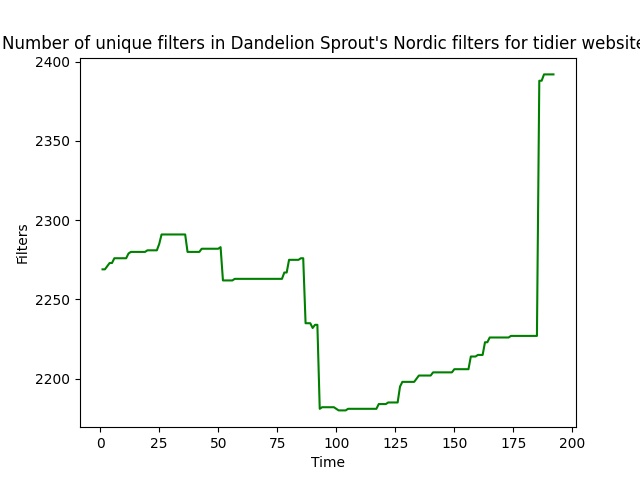 Number of unique filters in Dandelion Sprout's Nordic filters for tidier website
2400
2350
2300
2250
2200
Filters
0 25 50 75 100 125 150 175 200
Time